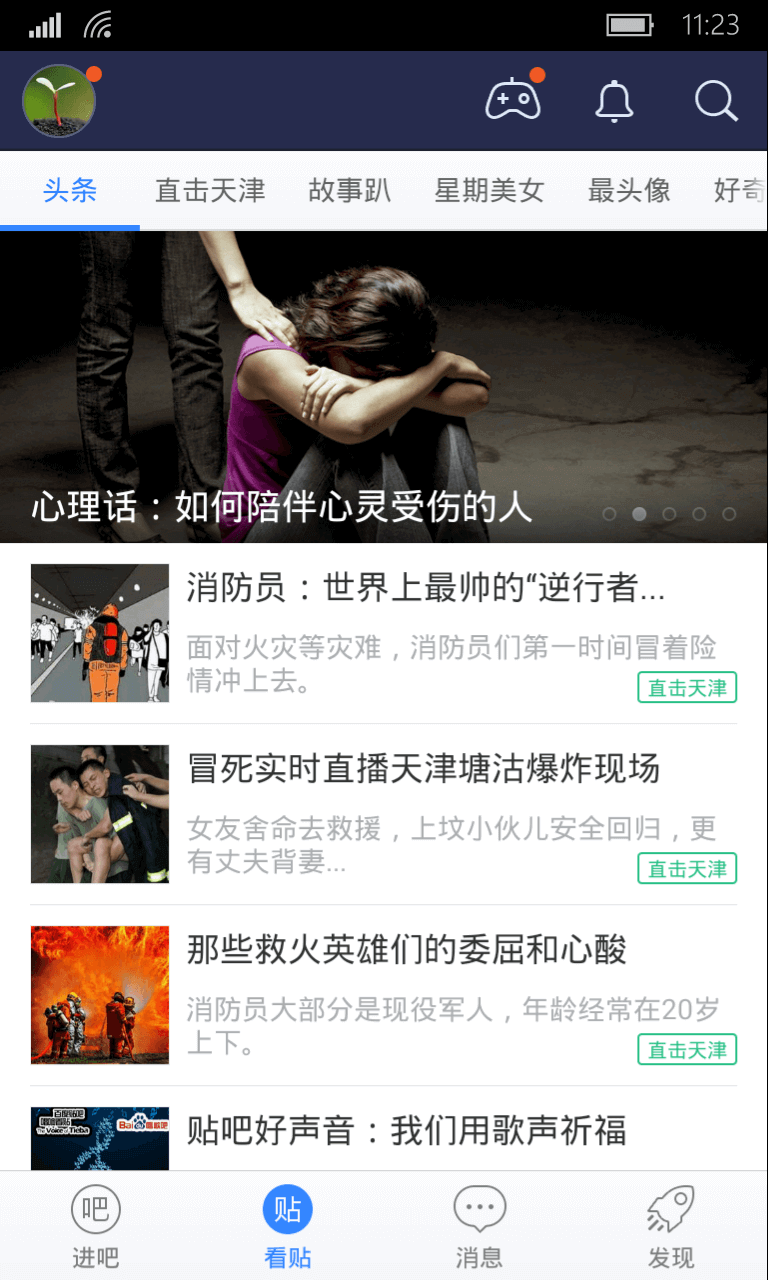 11:23
头条 直击天津 故事趴 星期美女 最头像 好奇
心理话：如何陪伴心灵受伤的人
消防员：世界上最帅的“逆行者...
面对火灾等灾难，消防员们第一时间冒着险
情冲上去。
直击天津
冒死实时直播天津塘沽爆炸现场
女友舍命去救援，上坟小伙儿安全回归，更
有丈夫背妻...
直击天津
那些救火英雄们的委屈和心酸
消防员大部分是现役军人，年龄经常在20岁
上下。
直击天津
The Voice of Tieba
Bai
贴吧好声音：我们用歌声祈福
吧 贴
进吧 看贴 消息 发现